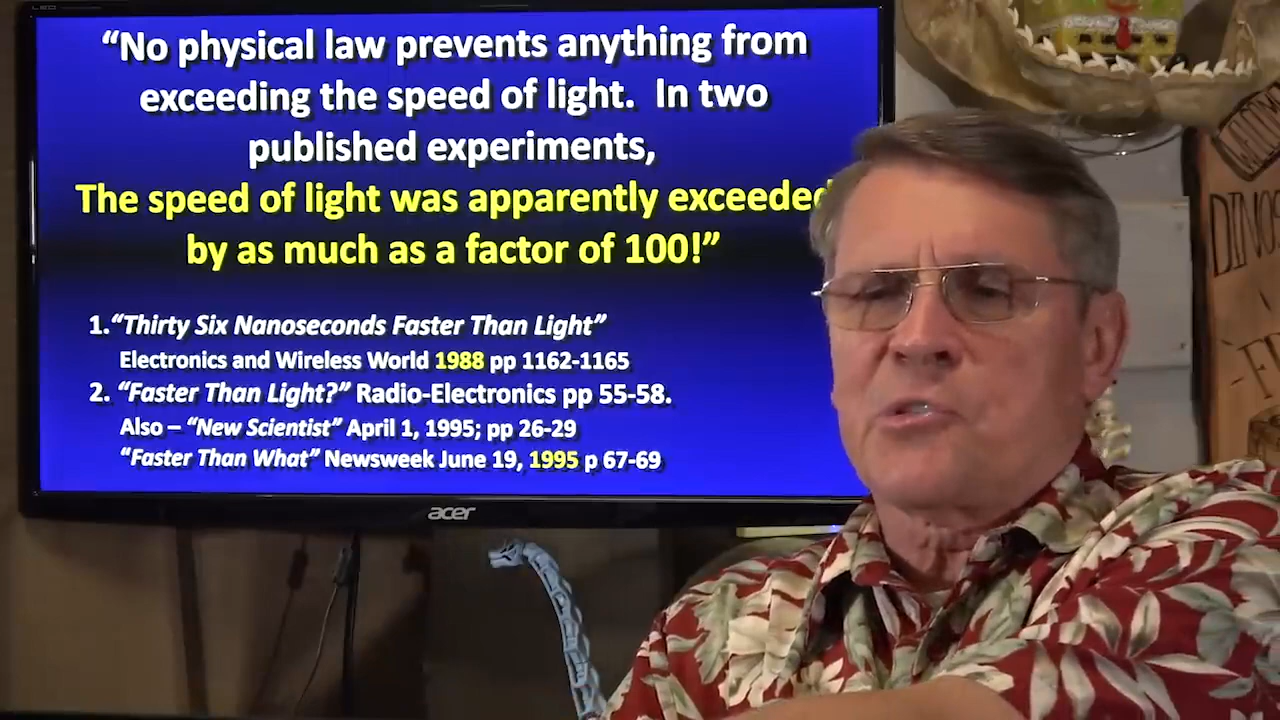 LED
“No physical law prevents anything from
exceeding the speed of light. In two
published experiments,
The speed of light was apparently exceeded
by as much as a factor of 100!”
1.“Thirty Six Nanoseconds Faster Than Light”
Electronics and Wireless World 1988 pp 1162-1165
2. “Faster Than Light?” Radio-Electronics pp 55-58.
Also – “New Scientist” April 1, 1995; pp 26-29
“Faster Than What” Newsweek June 19, 1995 p 67-69
acer